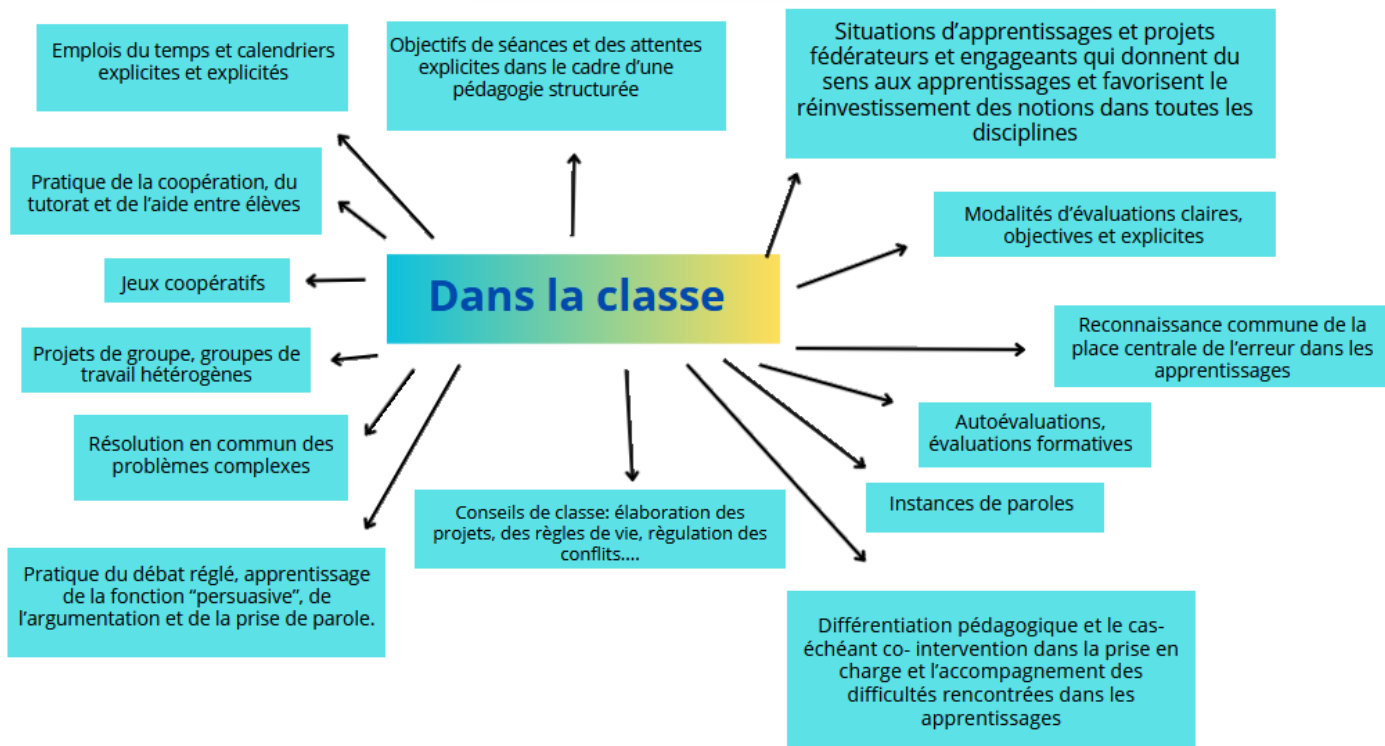 Emplois du temps et calendriers
explicites et explicités
Objectifs de séances et des attentes
explicites dans le cadre d’une
pédagogie structurée
Situations d’apprentissages et projets
fédérateurs et engageants qui donnent du
sens aux apprentissages et favorisent le
réinvestissement des notions dans toutes les
disciplines
Pratique de la coopération, du
tutorat et de l’aide entre élèves
Modalités d’évaluations claires,
objectives et explicites
Jeux coopératifs
Dans la classe
Projets de groupe, groupes de
travail hétérogènes
Reconnaissance commune de la
place centrale de l’erreur dans les
apprentissages
Résolution en commun des
problèmes complexes
Autoévaluations,
évaluations formatives
Instances de paroles
Conseils de classe: élaboration des
projets, des règles de vie, règulation des
conflits....
Pratique du débat réglé, apprentissage
de la fonction “persuasive”, de
l’argumentation et de la prise de parole.
Différentiation pédagogique et le cas-
échéant co- intervention dans la prise en
charge et l’accompagnement des
difficultés rencontrées dans les
apprentissages